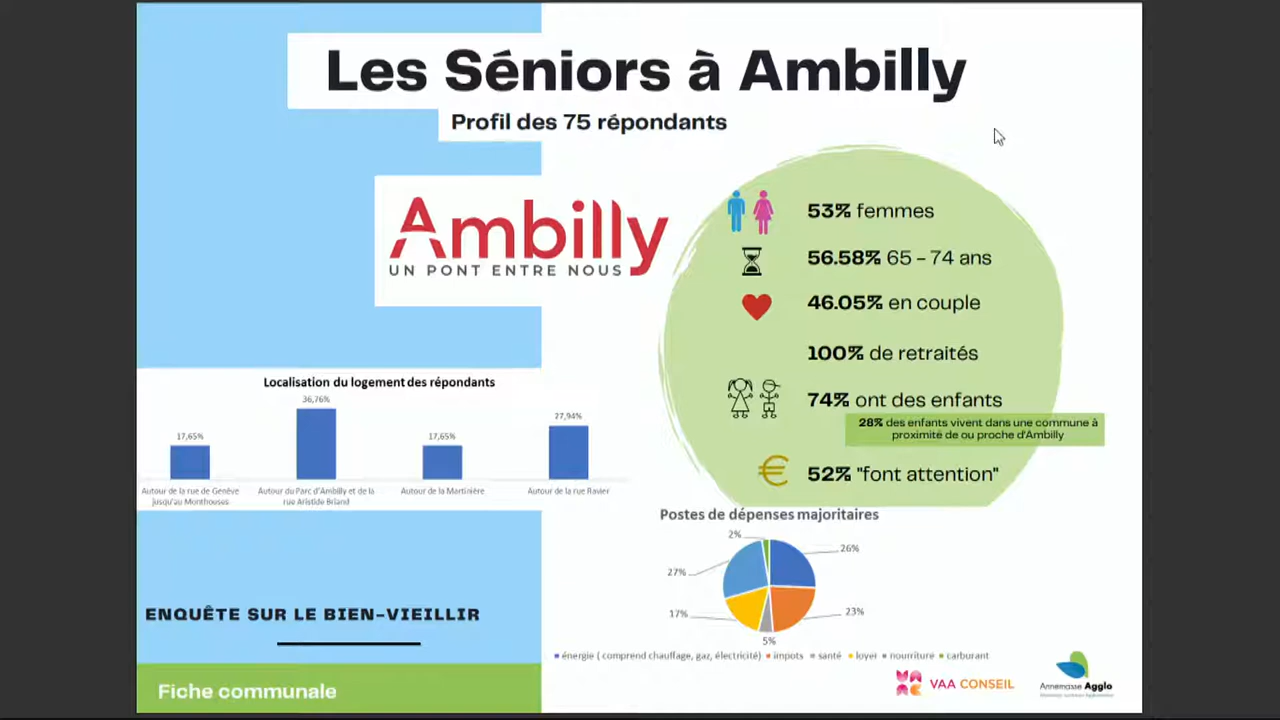 Les Séniors à Ambilly
Profil des 75 répondants
Ambilly
UN PONT ENTRE NOUS
53% femmes
56.58% 65 – 74 ans
46.05% en couple
100% de retraités
74% ont des enfants
28% des enfants vivent dans une commune à
proximité de ou proche d'Ambilly
52% "font attention"
Localisation du logement des répondants
17,65%
36,76%
17,65%
27,94%
Autour de la rue de Genève
jusqu'au Monthouses
Autour du Parc d'Ambilly et de la
rue Aristide Briand
Autour de la Martinière
Autour de la rue Ravier
Postes de dépenses majoritaires
2%
26%
27%
17%
23%
5%
énergie ( comprend chauffage, gaz, électricité) impots santé loyer nourriture carburant
ENQUÊTE SUR LE BIEN-VIEILLIR
Fiche communale
VAA CONSEIL
Annemasse Agglo